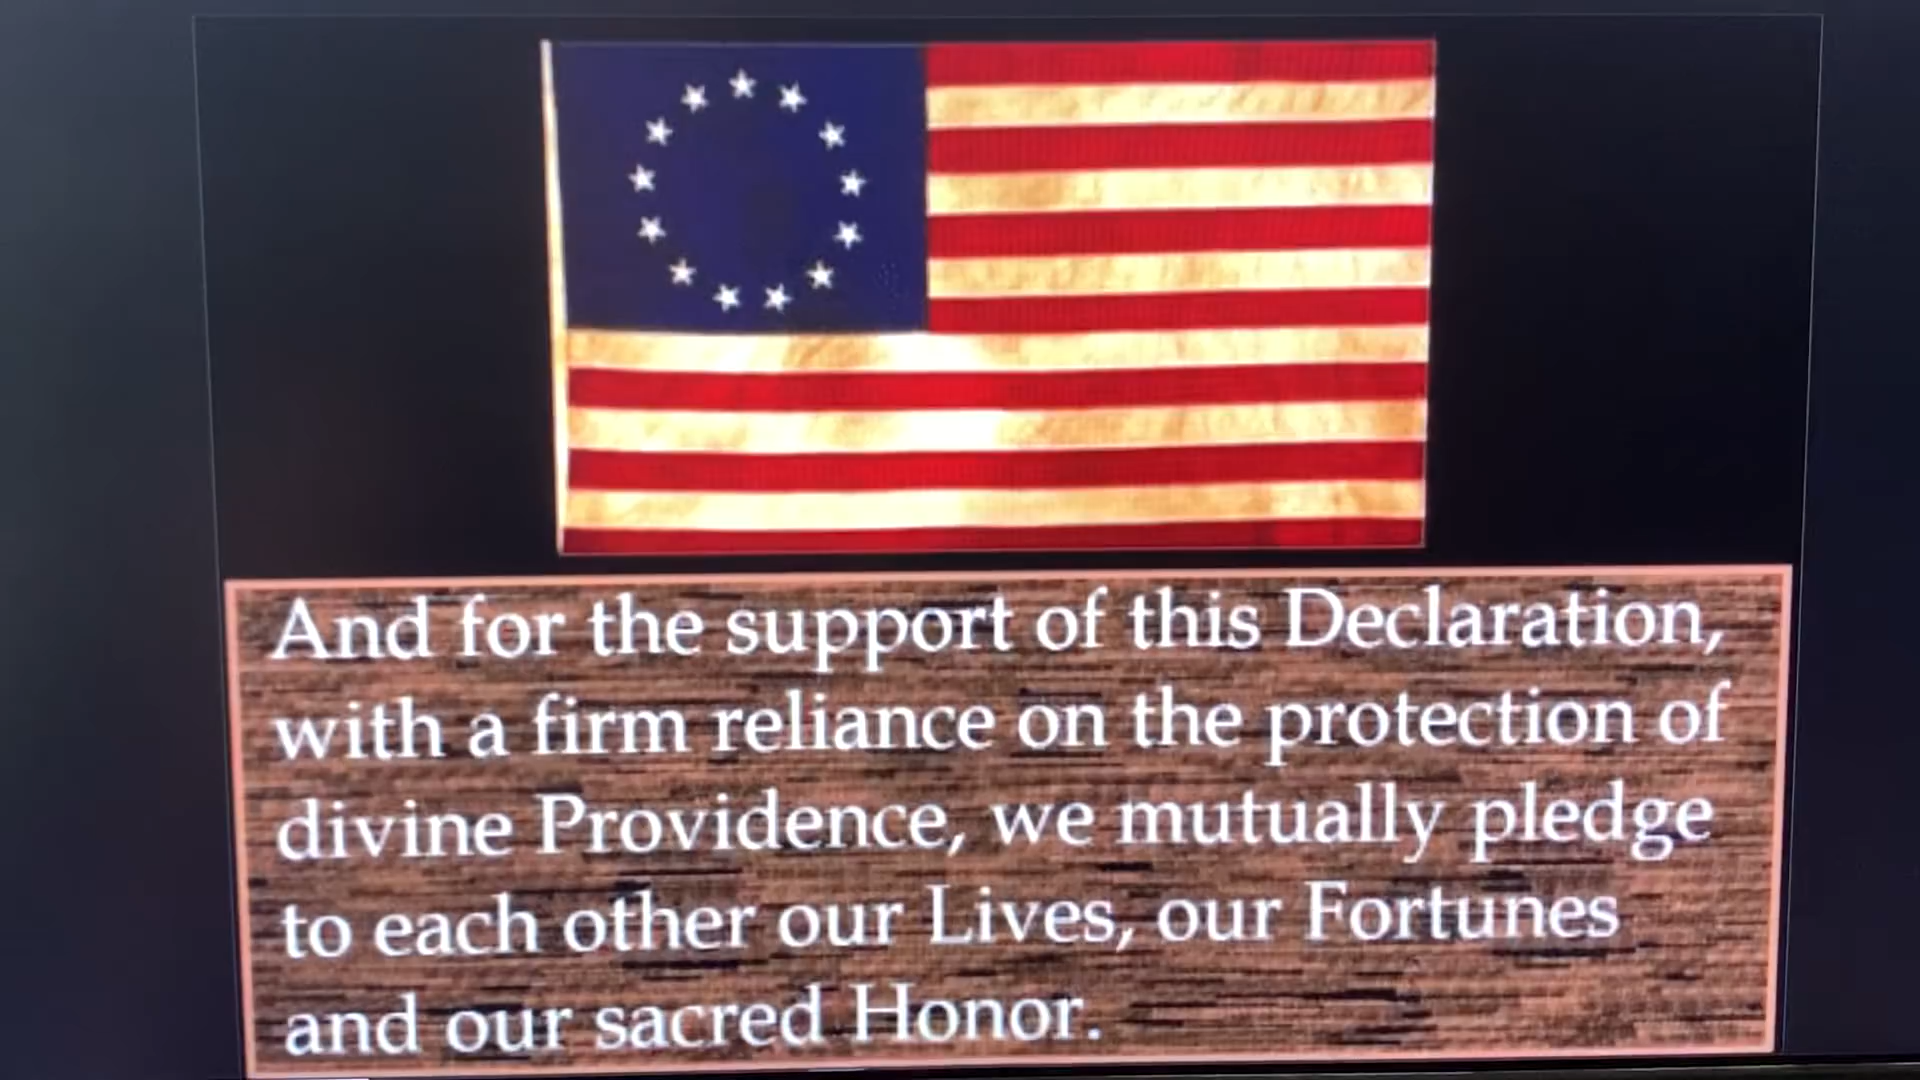 And for the support of this Declaration,
with a firm reliance on the protection of
divine Providence, we mutually pledge
to each other our Lives, our Fortunes
and our sacred Honor.